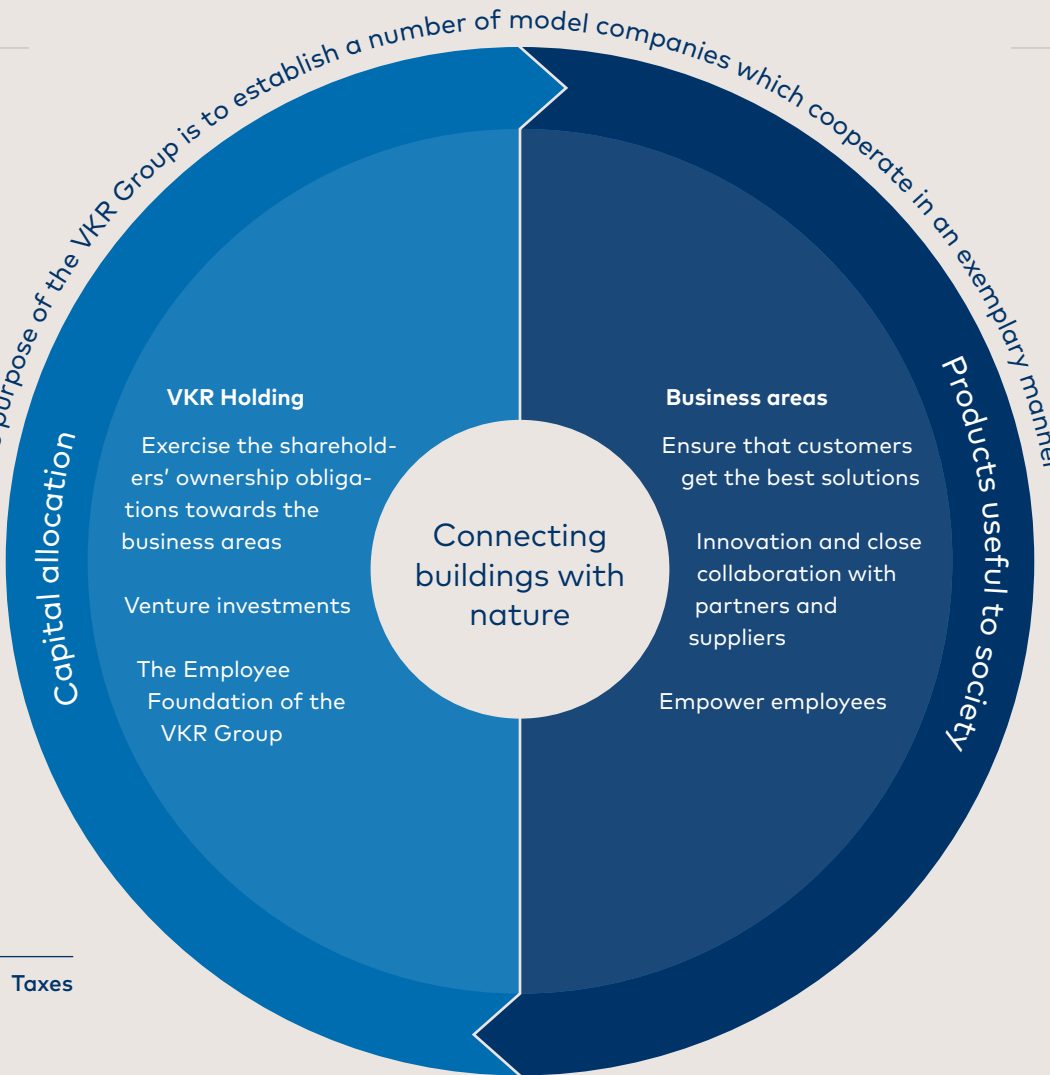 purpose of the VKR Group is to establish a number of model companies which cooperate in an exemplary manner
Capital allocation
VKR Holding
Exercise the sharehold-
ers’ ownership obliga-
tions towards the
business areas
Venture investments
The Employee
Foundation of the
VKR Group
Connecting
buildings with
nature
Business areas
Ensure that customers
get the best solutions
Innovation and close
collaboration with
partners and
suppliers
Empower employees
Products useful to society
Taxes